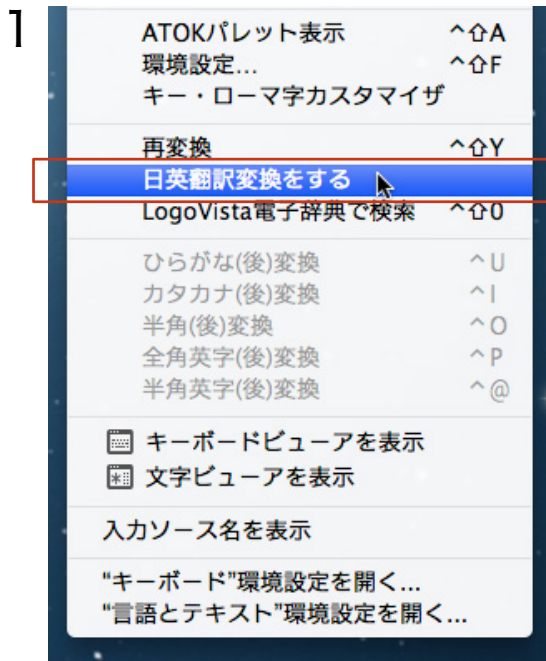 1
ATOKパレット表示 ^⇧A
環境設定... ^⇧F
キー・ローマ字カスタマイザ
再変換 ^⇧Y
日英翻訳変換をする
LogoVista電子辞典で検索 ^⇧0
ひらがな(後)変換 ^U
カタカナ(後)変換 ^I
半角(後)変換 ^O
全角英字(後)変換 ^P
半角英字(後)変換 ^@
キーボードビューアを表示
文字ビューアを表示
入力ソース名を表示
“キーボード”環境設定を開く...
“言語とテキスト”環境設定を開く...